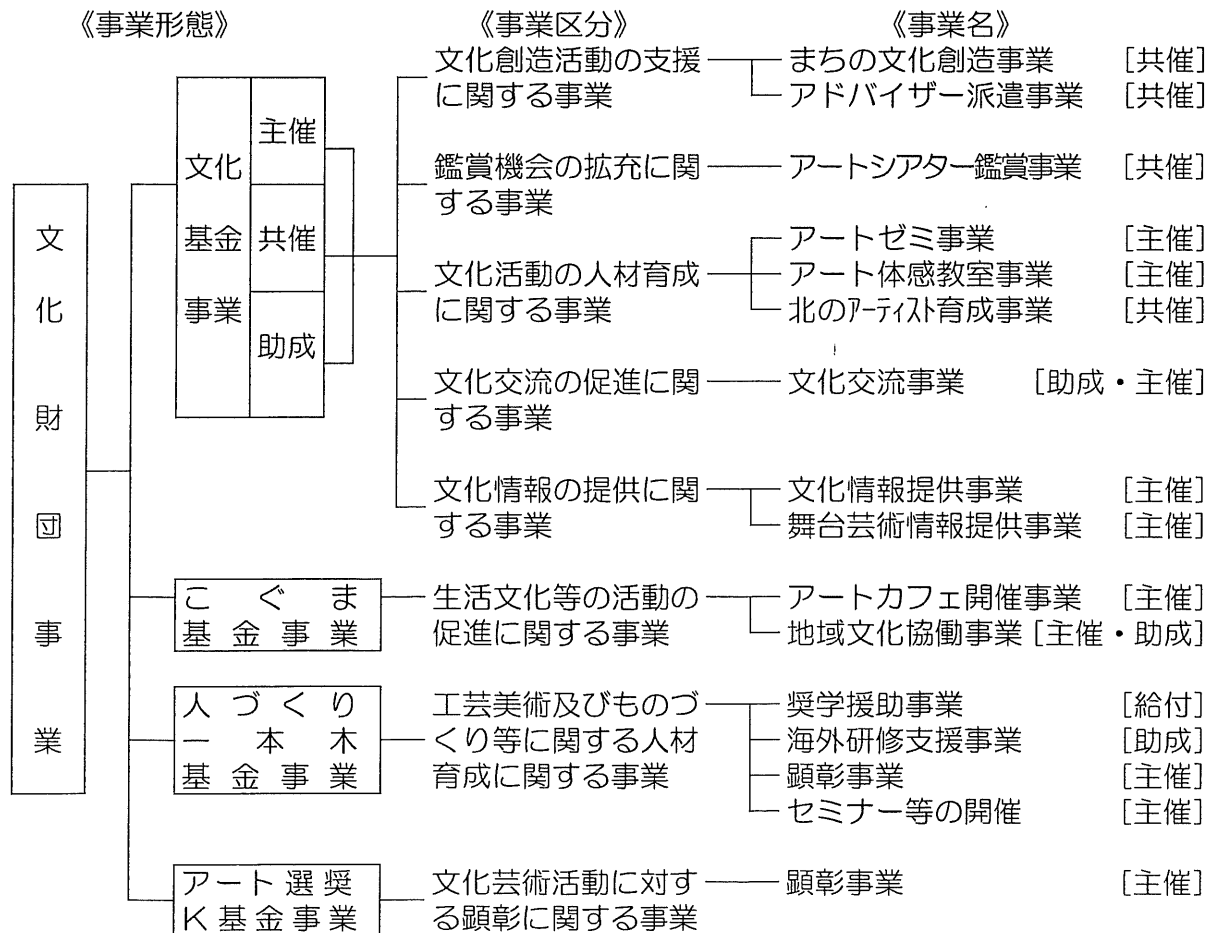 《事業形態》 《事業区分》 《事業名》
文化財団事業
文化基金事業
主催
共催
助成
文化創造活動の支援
に関する事業
まちの文化創造事業 [共催]
アドバイザー派遣事業 [共催]
鑑賞機会の拡充に関
する事業
アートシアター鑑賞事業 [共催]
文化活動の人材育成
に関する事業
アートゼミ事業 [主催]
アート体感教室事業 [主催]
北のアーティスト育成事業 [共催]
文化交流の促進に関
する事業
文化交流事業 [助成・主催]
文化情報の提供に関
する事業
文化情報提供事業 [主催]
舞台芸術情報提供事業 [主催]
こぐま
基金事業
生活文化等の活動の
促進に関する事業
アートカフェ開催事業 [主催]
地域文化協働事業 [主催・助成]
人づくり
一本木
基金事業
工芸美術及びものづ
くり等に関する人材
育成に関する事業
奨学援助事業 [給付]
海外研修支援事業 [助成]
顕彰事業 [主催]
セミナー等の開催 [主催]
アート選奨
K基金事業
文化芸術活動に対す
る顕彰に関する事業
顕彰事業 [主催]